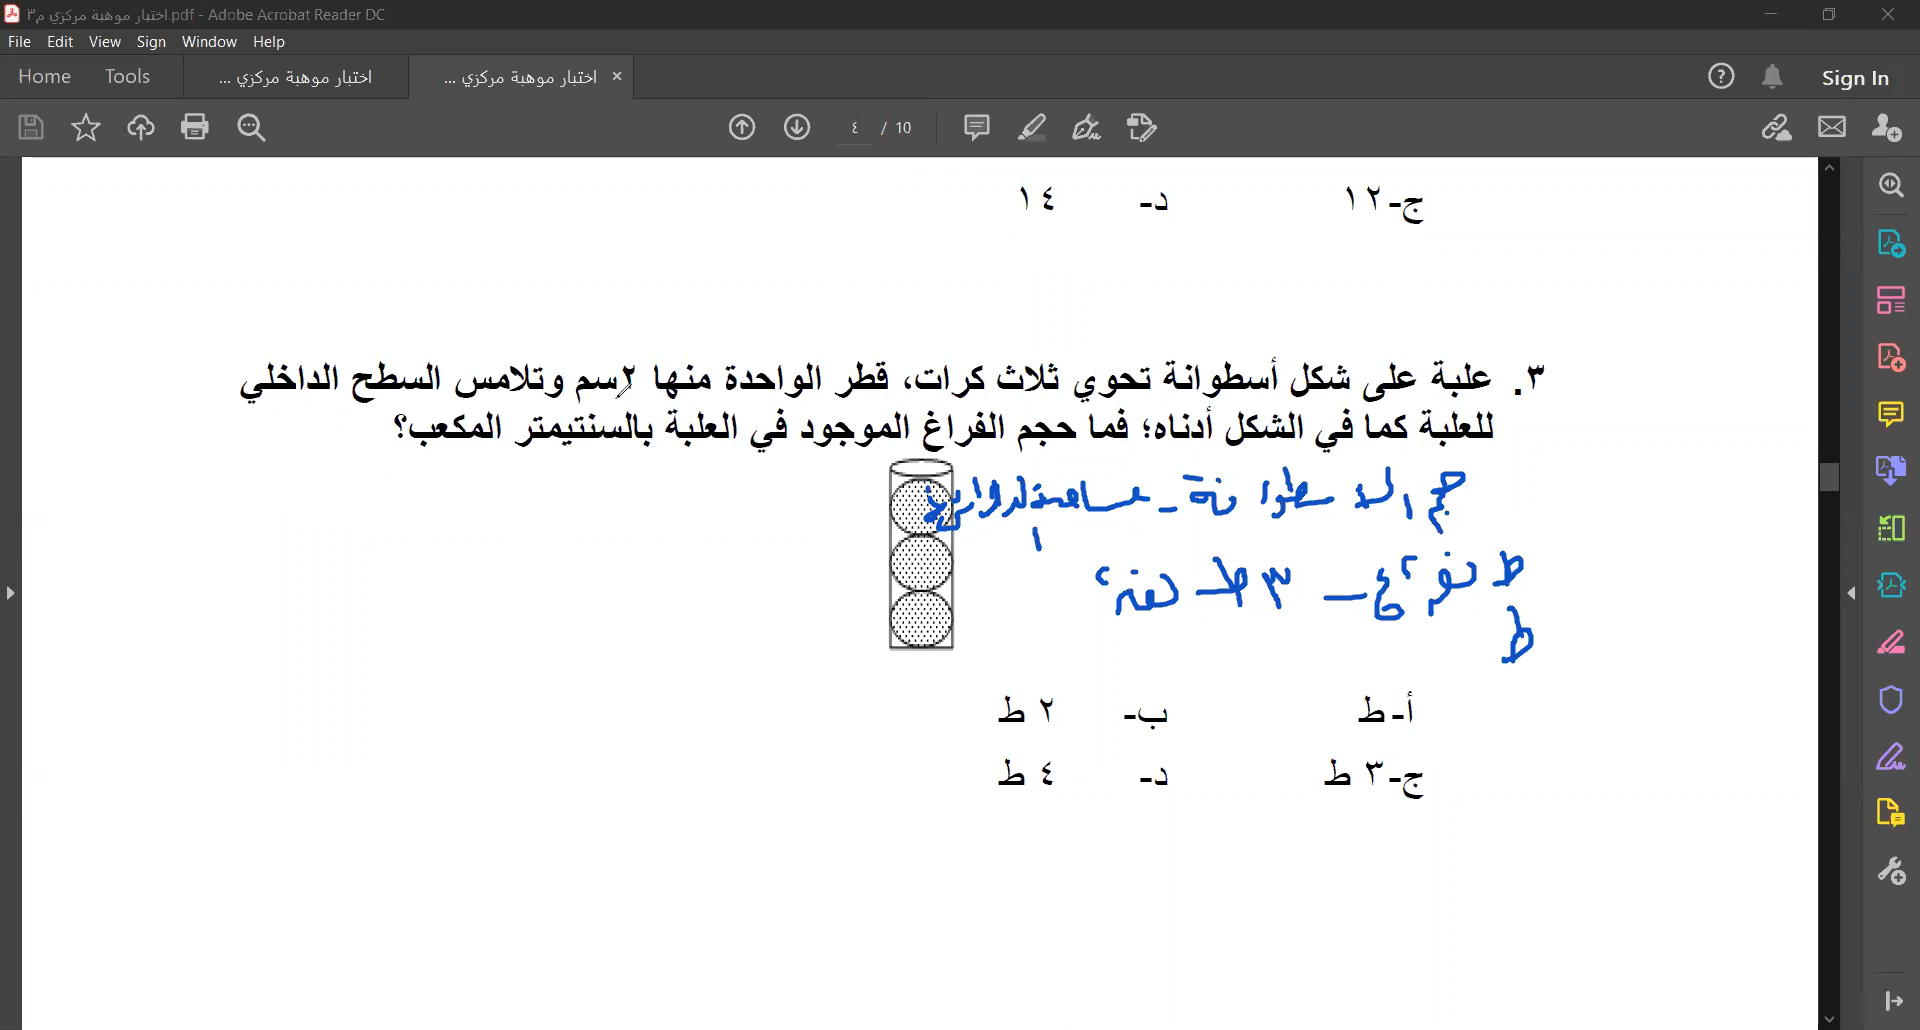 اختبار موهبة مركزي م٣.pdf - Adobe Acrobat Reader DC
File Edit View Sign Window Help
Home Tools اختبار موهبة مركزي ... اختبار موهبة مركزي ... × Sign In
٤ / 10
ج- ١٢ د- ١٤
٣. علبة على شكل أسطوانة تحوي ثلاث كرات، قطر الواحدة منها ٢سم وتلامس السطح الداخلي
للعلبة كما في الشكل أدناه؛ فما حجم الفراغ الموجود في العلبة بالسنتيمتر المكعب؟
حجم الاسطوانة - مساحة الدوائر
ط نق٢ ع - ٣ ط نق٢
ط
أ- ط ب- ٢ ط
ج- ٣ ط د- ٤ ط